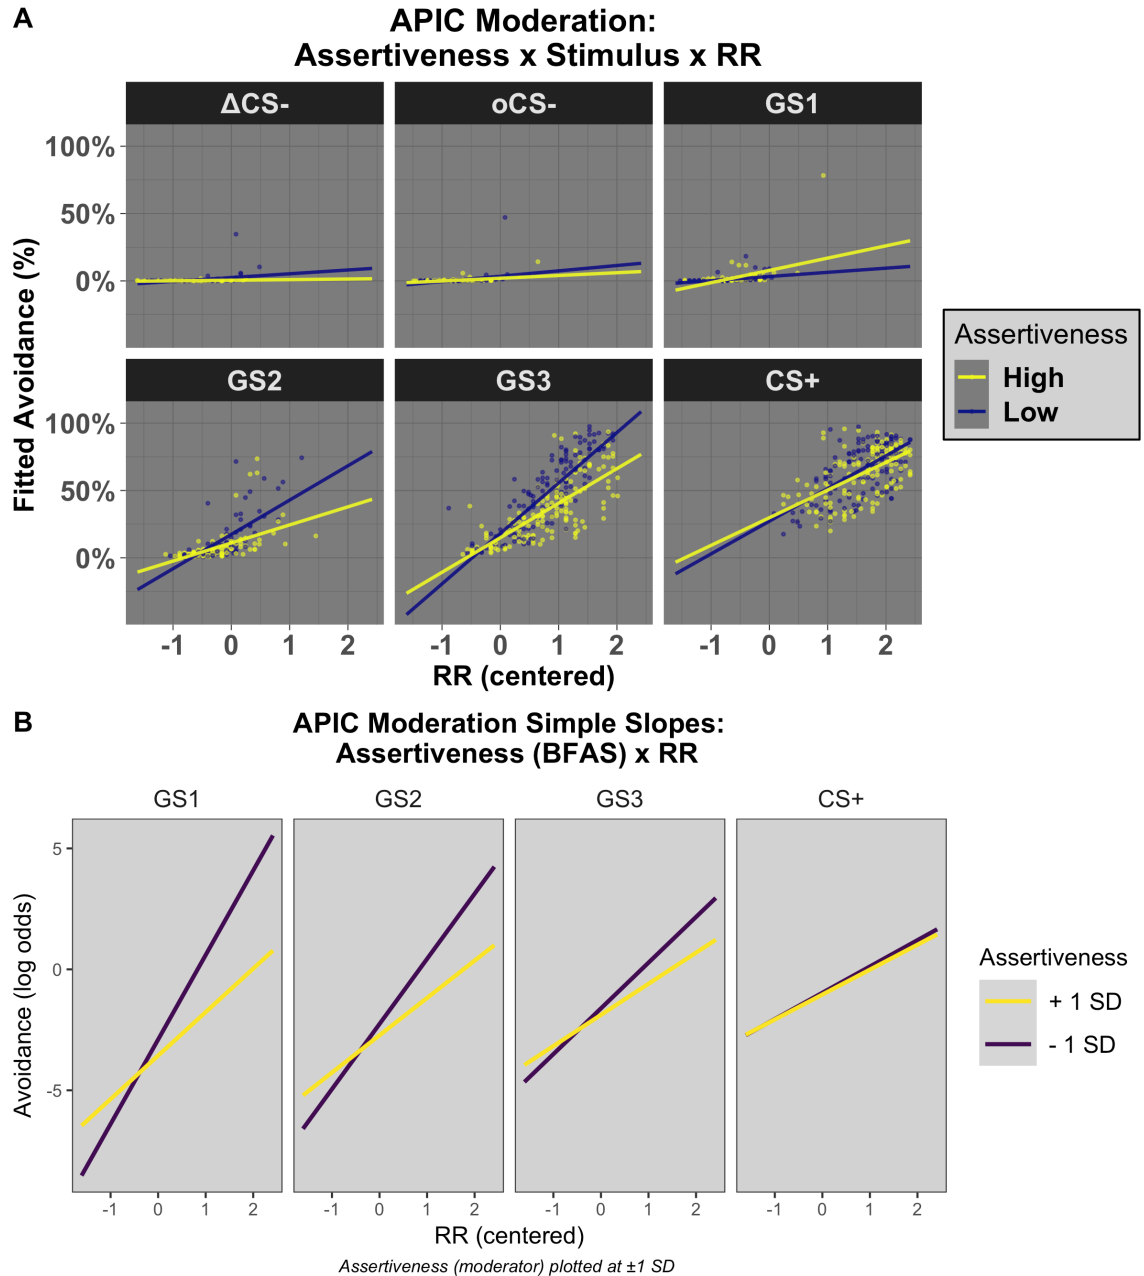 A
APIC Moderation:
Assertiveness x Stimulus x RR
ΔCS-
oCS-
GS1
100%
50%
0%
GS2
GS3
CS+
100%
50%
0%
Fitted Avoidance (%)
-1 0 1 2
-1 0 1 2
-1 0 1 2
RR (centered)
Assertiveness
High
Low
B
APIC Moderation Simple Slopes:
Assertiveness (BFAS) x RR
GS1
GS2
GS3
CS+
5
0
-5
Avoidance (log odds)
-1 0 1 2
-1 0 1 2
-1 0 1 2
-1 0 1 2
RR (centered)
Assertiveness (moderator) plotted at ±1 SD
Assertiveness
+ 1 SD
- 1 SD